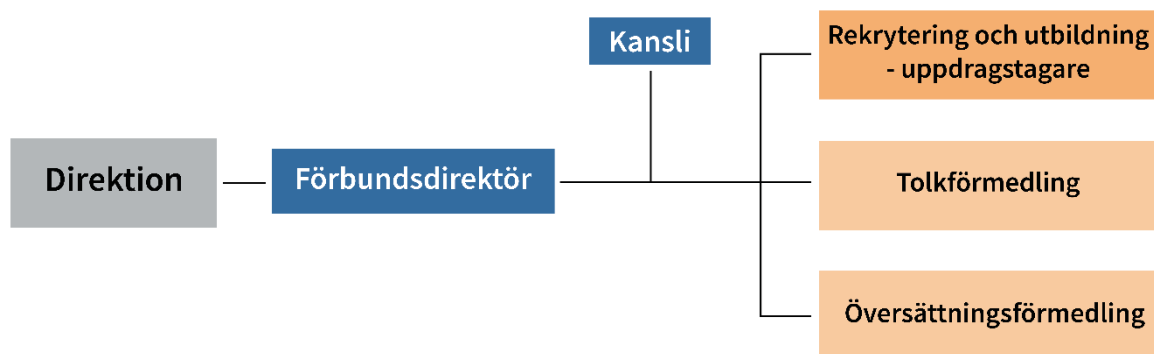 Direktion
Förbundsdirektör
Kansli
Rekrytering och utbildning
- uppdragstagare
Tolkförmedling
Översättningsförmedling